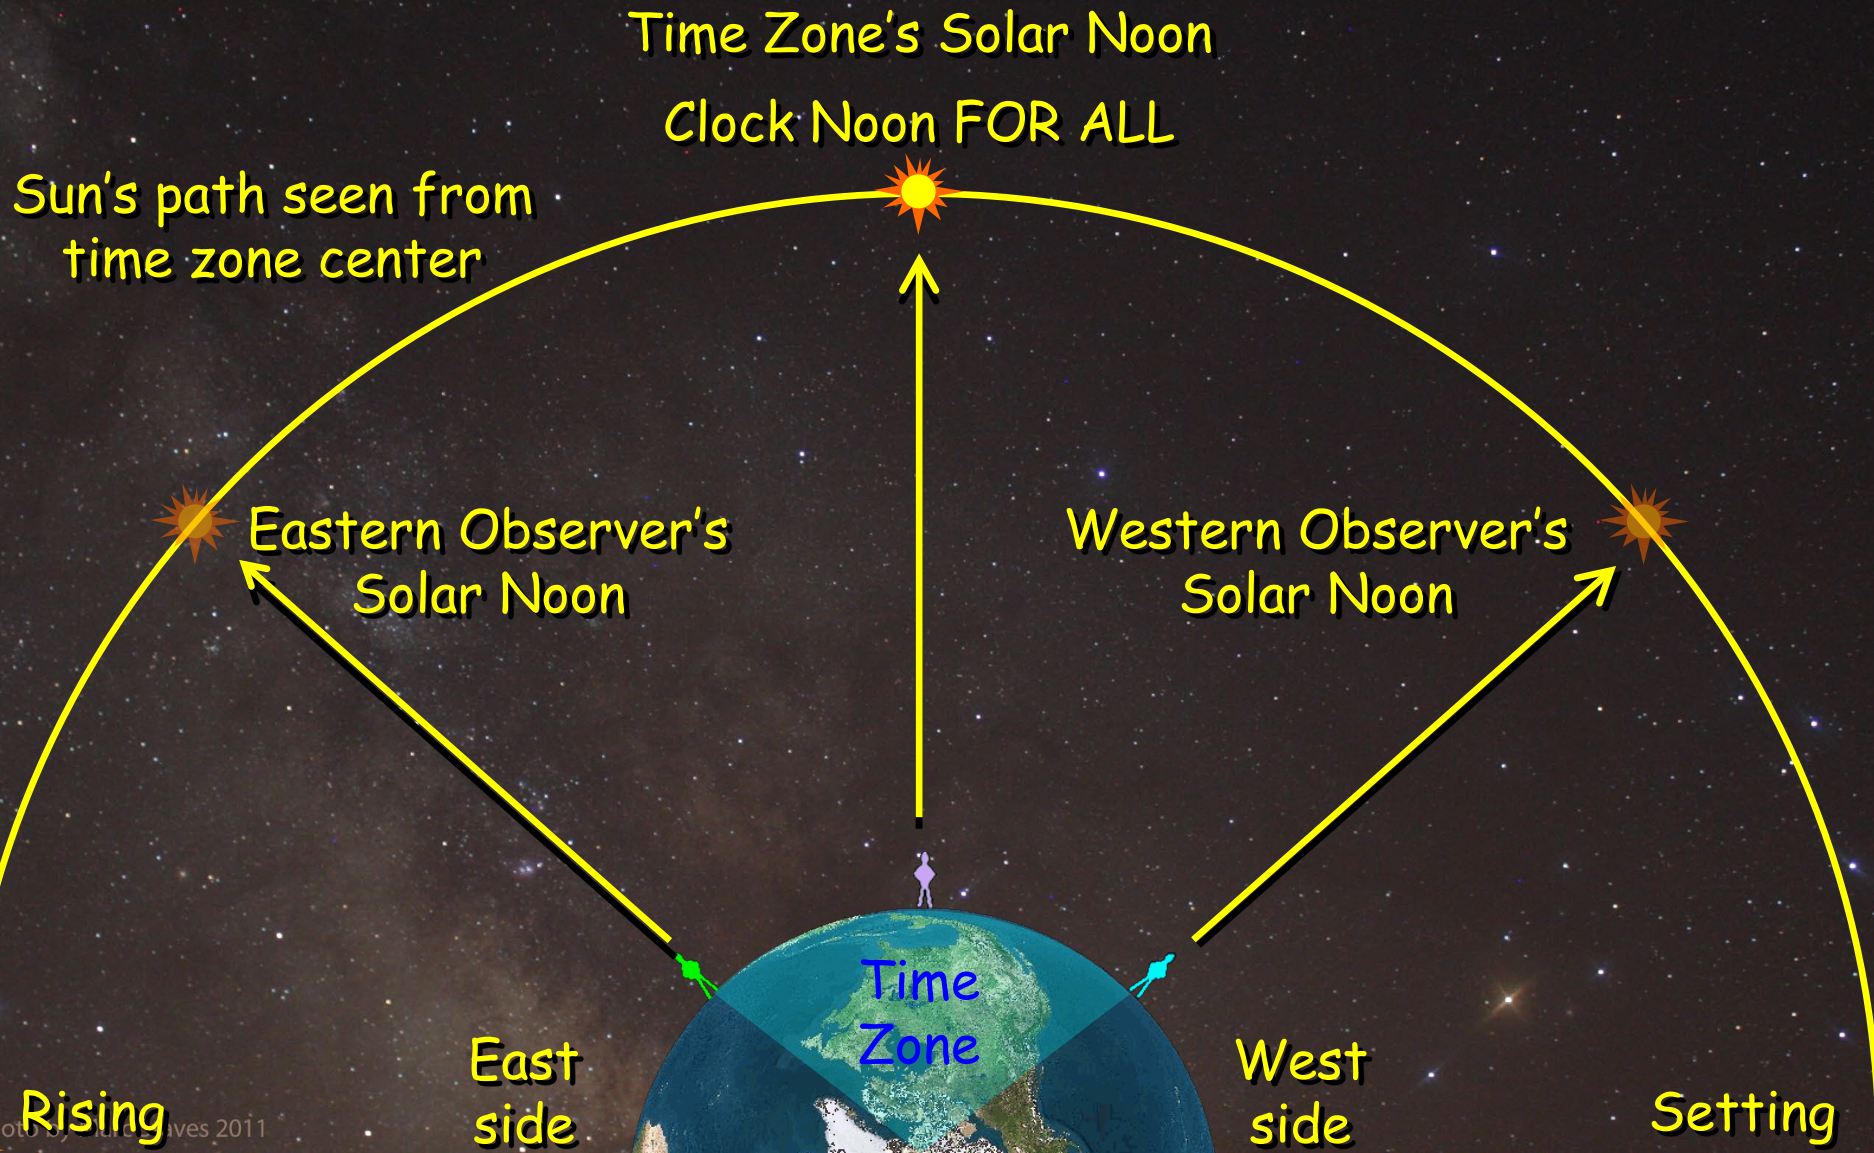 Time Zone's Solar Noon
Clock Noon FOR ALL
Sun's path seen from
time zone center
Eastern Observer's
Solar Noon
Western Observer's
Solar Noon
Time
Zone
East
side
West
side
Rising
Setting
by
2011